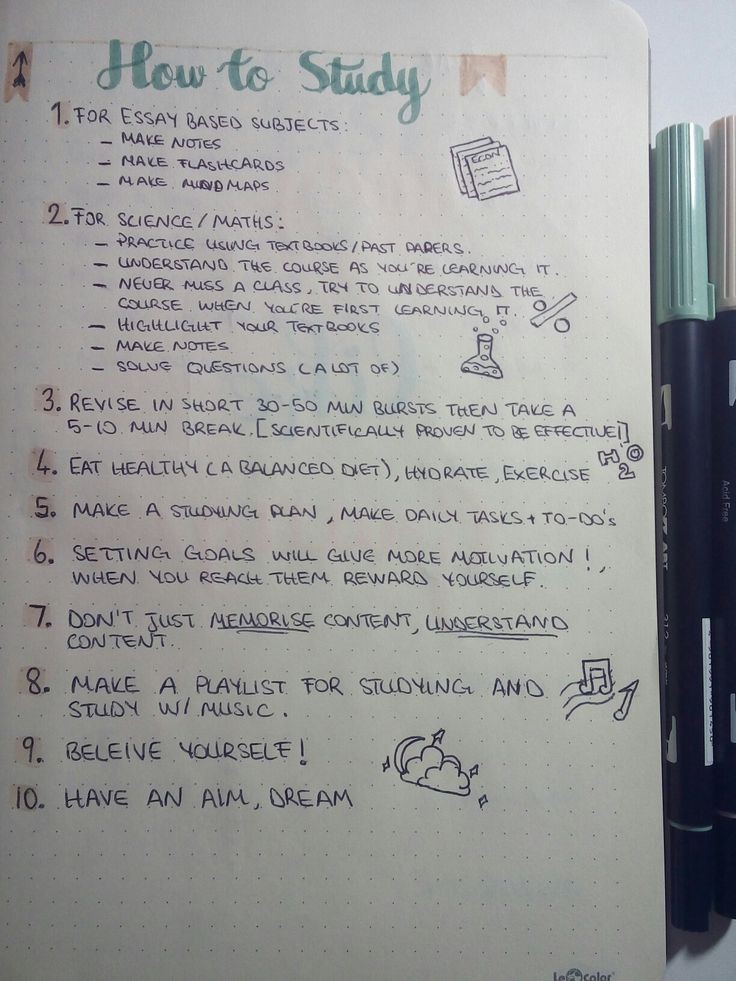 How to Study
1. FOR ESSAY BASED SUBJECTS:
– MAKE NOTES
– MAKE FLASHCARDS
– MAKE MINDMAPS
ECON
2. FOR SCIENCE/MATHS:
– PRACTICE USING TEXTBOOKS/PAST PAPERS.
– UNDERSTAND THE COURSE AS YOU'RE LEARNING IT.
– NEVER MISS A CLASS, TRY TO UNDERSTAND THE
COURSE WHEN YOU'RE FIRST LEARNING IT.
%
– HIGHLIGHT YOUR TEXTBOOKS
– MAKE NOTES
– SOLVE QUESTIONS (A LOT OF)
3. REVISE IN SHORT 30-50 MIN BURSTS THEN TAKE A
5-10 MIN BREAK. [SCIENTIFICALLY PROVEN TO BE EFFECTIVE!]
4. EAT HEALTHY (A BALANCED DIET), HYDRATE, EXERCISE
H2O
5. MAKE A STUDYING PLAN, MAKE DAILY TASKS + TO-DO's
6. SETTING GOALS WILL GIVE MORE MOTIVATION!,
WHEN YOU REACH THEM REWARD YOURSELF.
7. DON'T JUST MEMORISE CONTENT, UNDERSTAND
CONTENT.
8. MAKE A PLAYLIST FOR STUDYING AND
STUDY W/ MUSIC.
9. BELEIVE YOURSELF!
10. HAVE AN AIM, DREAM
LeColor
Acid Free